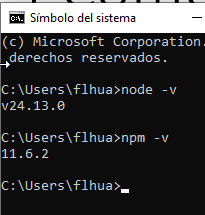 Símbolo del sistema
(c) Microsoft Corporation.
derechos reservados.
C:\Users\flhua>node -v
v24.13.0
C:\Users\flhua>npm -v
11.6.2
C:\Users\flhua>